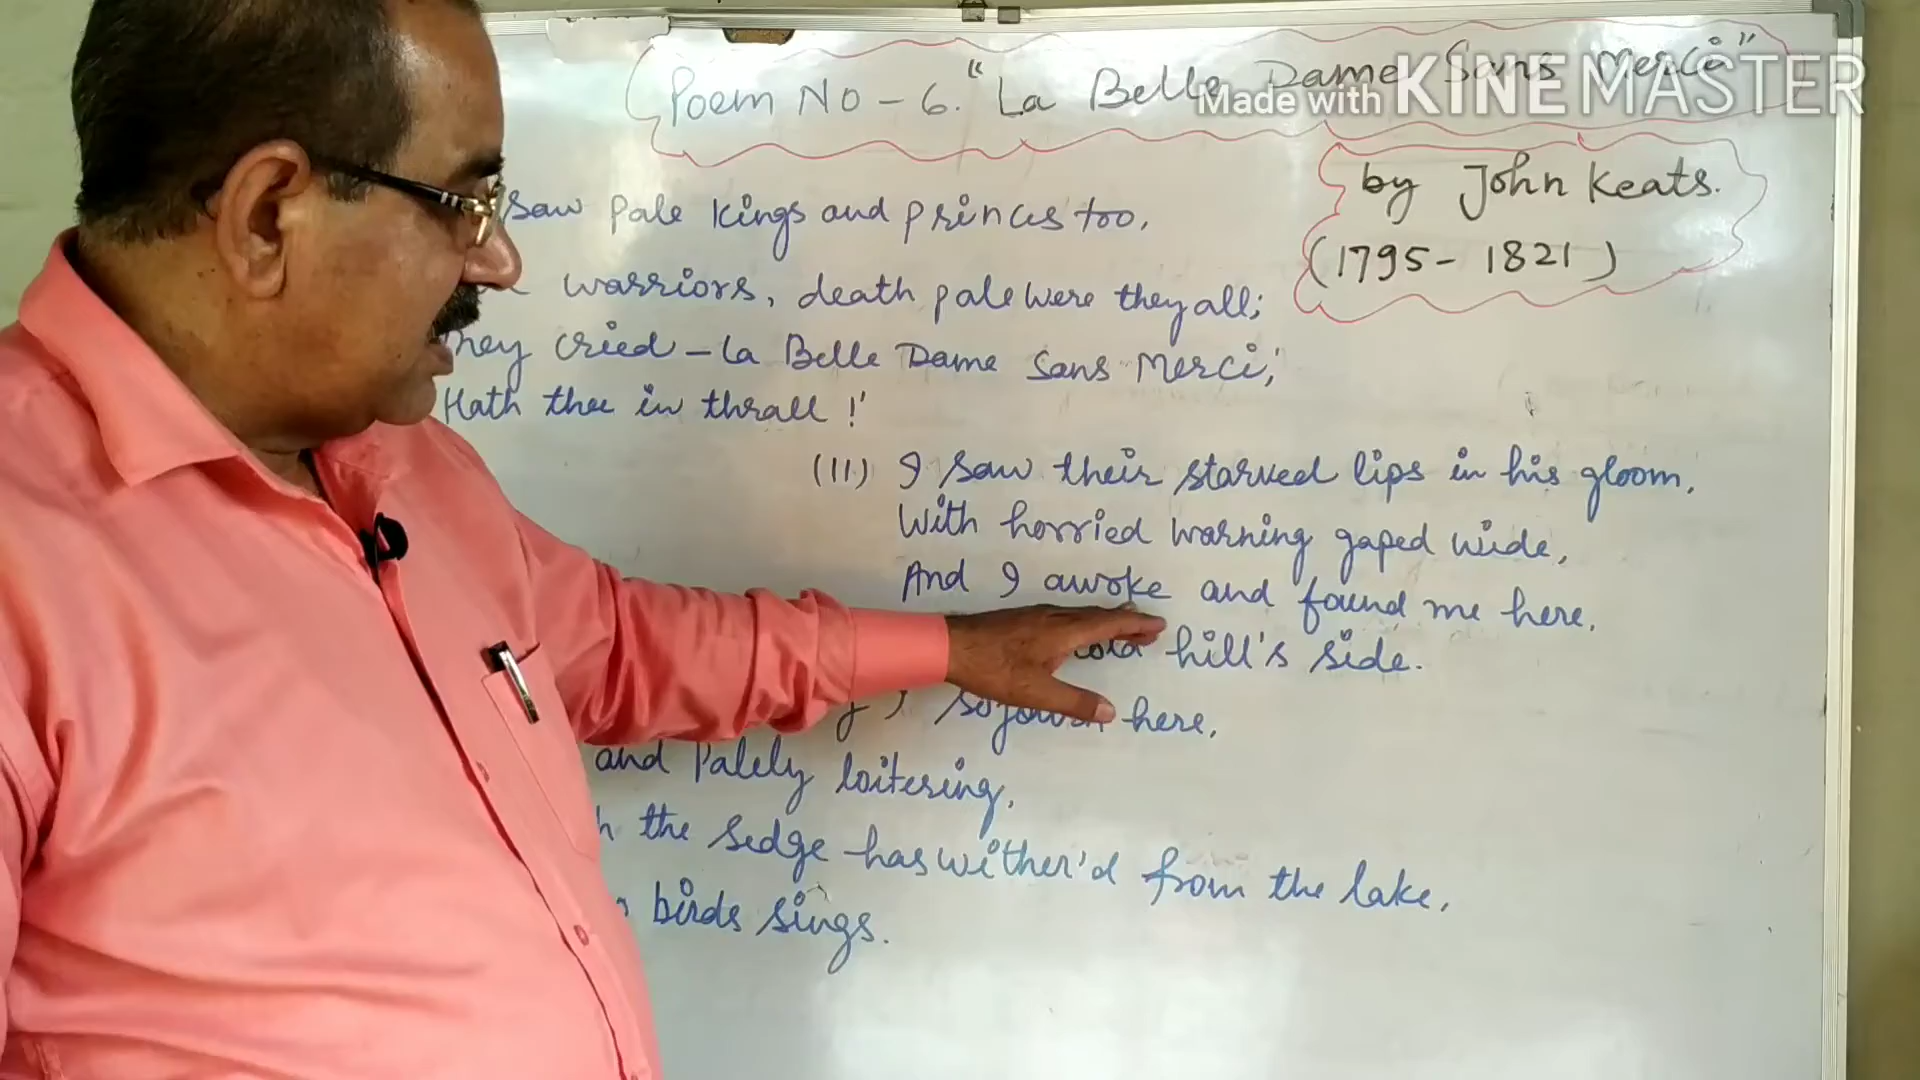 Poem No - 6. "La Belle Dame Sans Merci"
Made with KINEMASTER
by John Keats.
(1795 - 1821)
saw pale kings and princes too,
warriors, death pale were they all;
They cried - La Belle Dame Sans Merci,'
Hath thee in thrall!'
(11) I saw their starved lips in his gloom,
With horried warning gaped wide,
And I awoke and found me here,
cold hill's side.
I sojourn here,
and Palely loitering,
the sedge has wither'd from the lake,
birds sings.